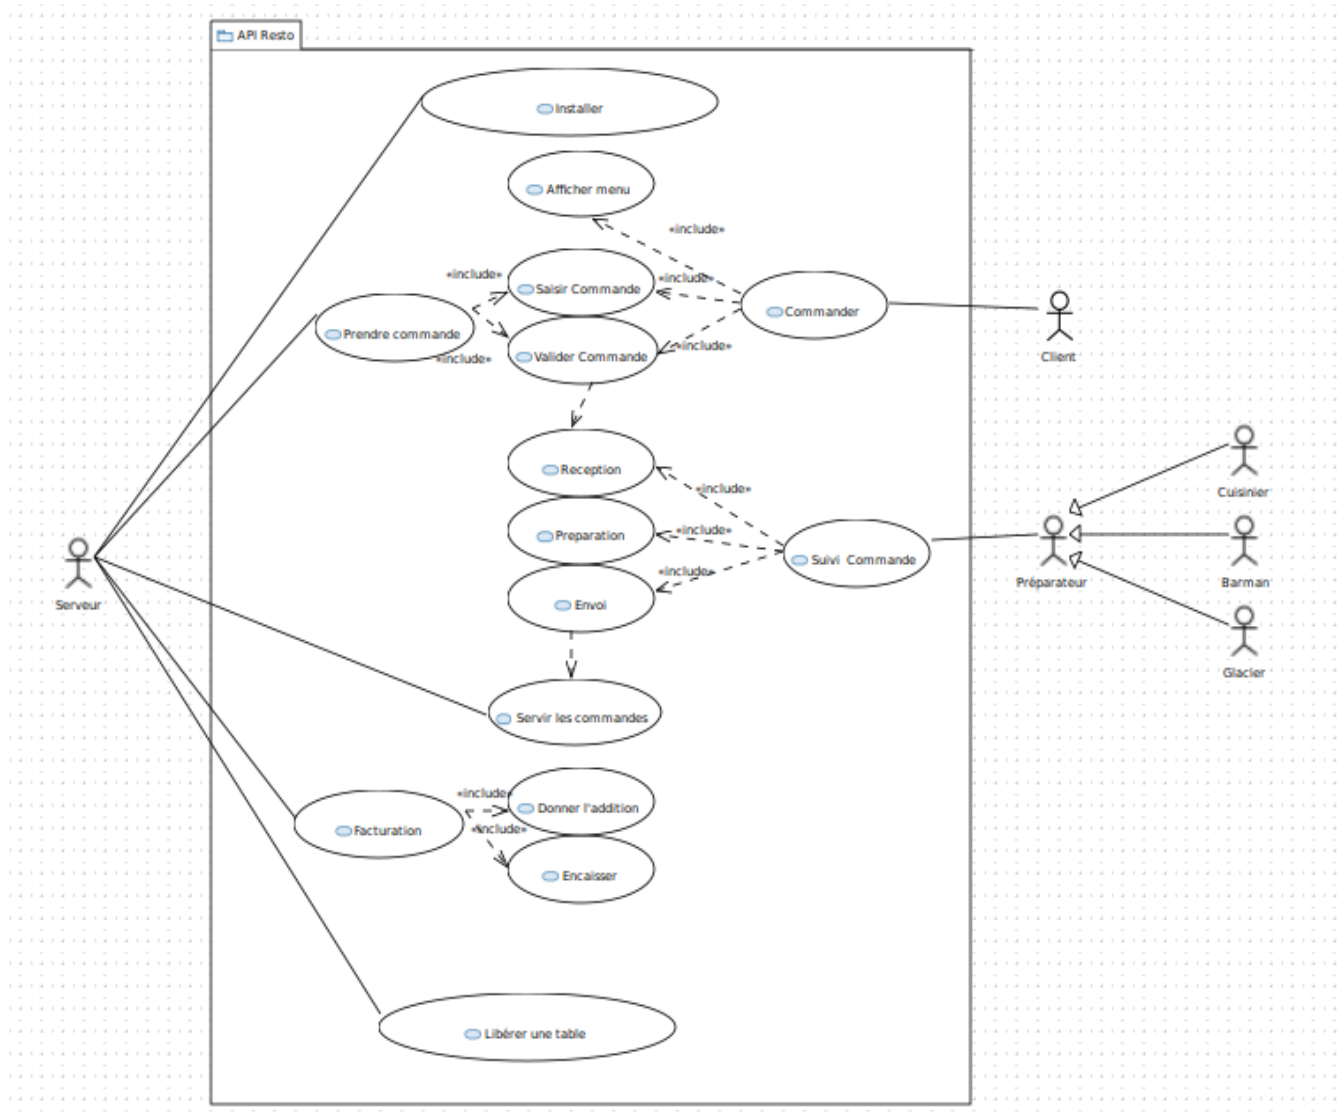 API Resto
Installer
Afficher menu
«include»
«include»
Saisir Commande
«include»
Commander
Prendre commande
«include»
Valider Commande
«include»
Client
Reception
«include»
Cuisinier
Preparation
«include»
Suivi  Commande
Préparateur
Barman
«include»
Envoi
Serveur
Glacier
Servir les commandes
«include»
Donner l'addition
Facturation
«include»
Encaisser
Libérer une table